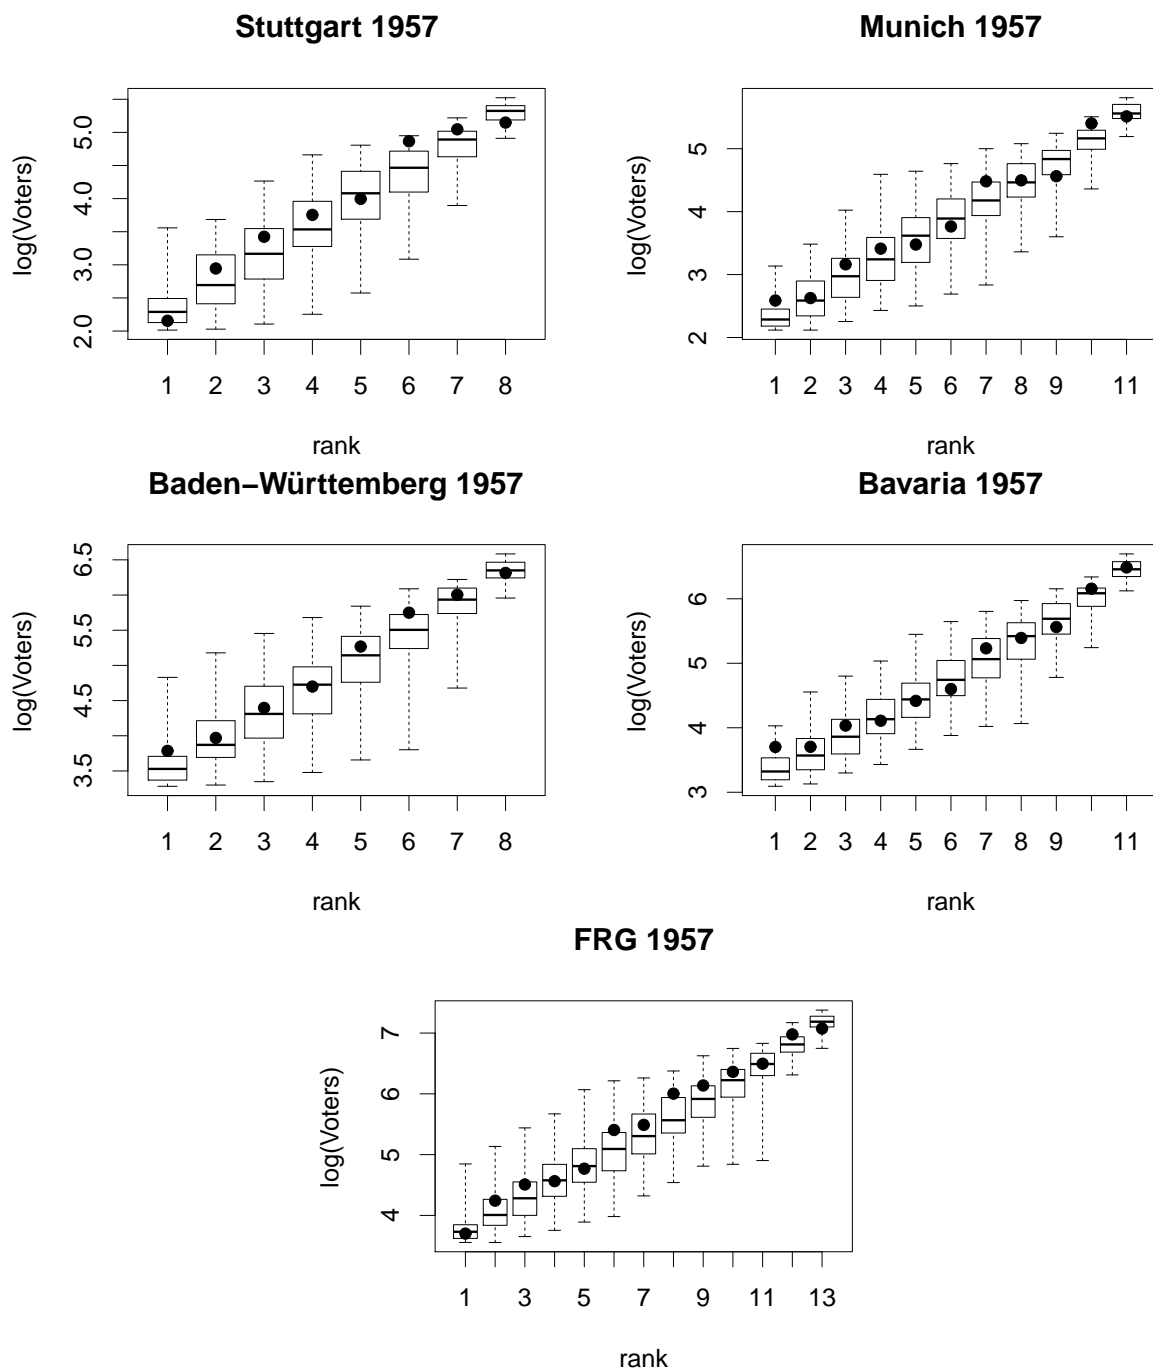 Stuttgart 1957
log(Voters)
5.0
4.0
3.0
2.0
1 2 3 4 5 6 7 8
rank
Munich 1957
log(Voters)
5
4
3
2
1 2 3 4 5 6 7 8 9 11
rank
Baden−Württemberg 1957
log(Voters)
6.5
5.5
4.5
3.5
1 2 3 4 5 6 7 8
rank
Bavaria 1957
log(Voters)
6
5
4
3
1 2 3 4 5 6 7 8 9 11
rank
FRG 1957
log(Voters)
7
6
5
4
1 3 5 7 9 11 13
rank